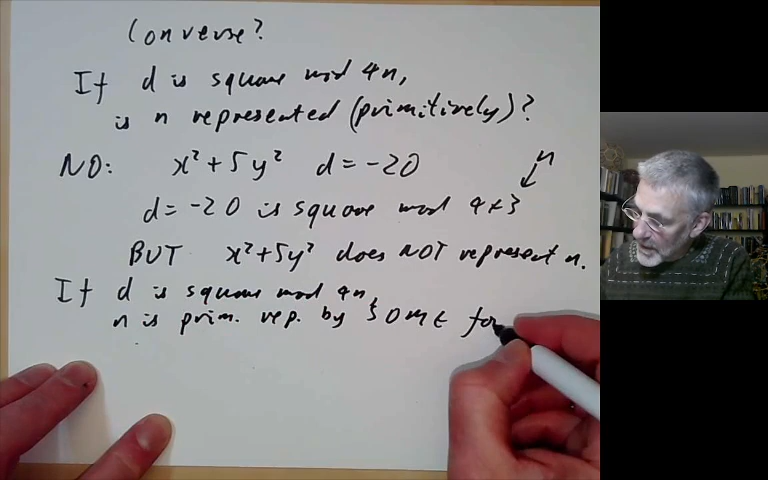 Converse?
If d is square mod 4n,
is n represented (primitively)?
NO: x² + 5y² d = -20
n
d = -20 is square mod 4×3
BUT x²+5y² does NOT represent n.
If d is square mod 4n,
n is prim. rep. by SOME for